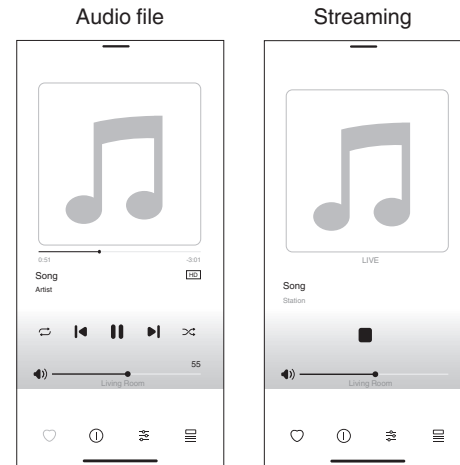 Audio file
0:51 -3:01
Song HD
Artist
55
Living Room
Streaming
LIVE
Song
Station
Living Room